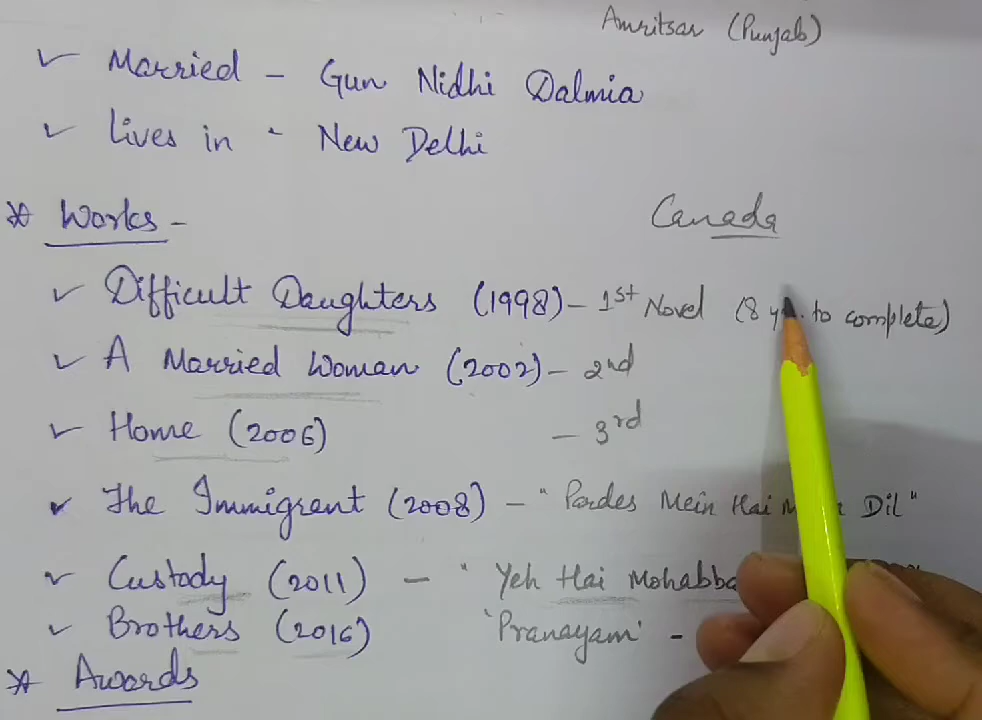 Amritsar (Punjab)
Married - Gun Nidhi Dalmia
lives in - New Delhi
Works -
Canada
Difficult Daughters (1998) - 1st Novel (8 to complete)
A Married Woman (2002) - 2nd
Home (2006) - 3rd
The Immigrant (2008) - "Pardes Mein Hai Dil"
Custody (2011) - "Yeh Hai
Brothers (2016) 'Pranayam' -
Awards